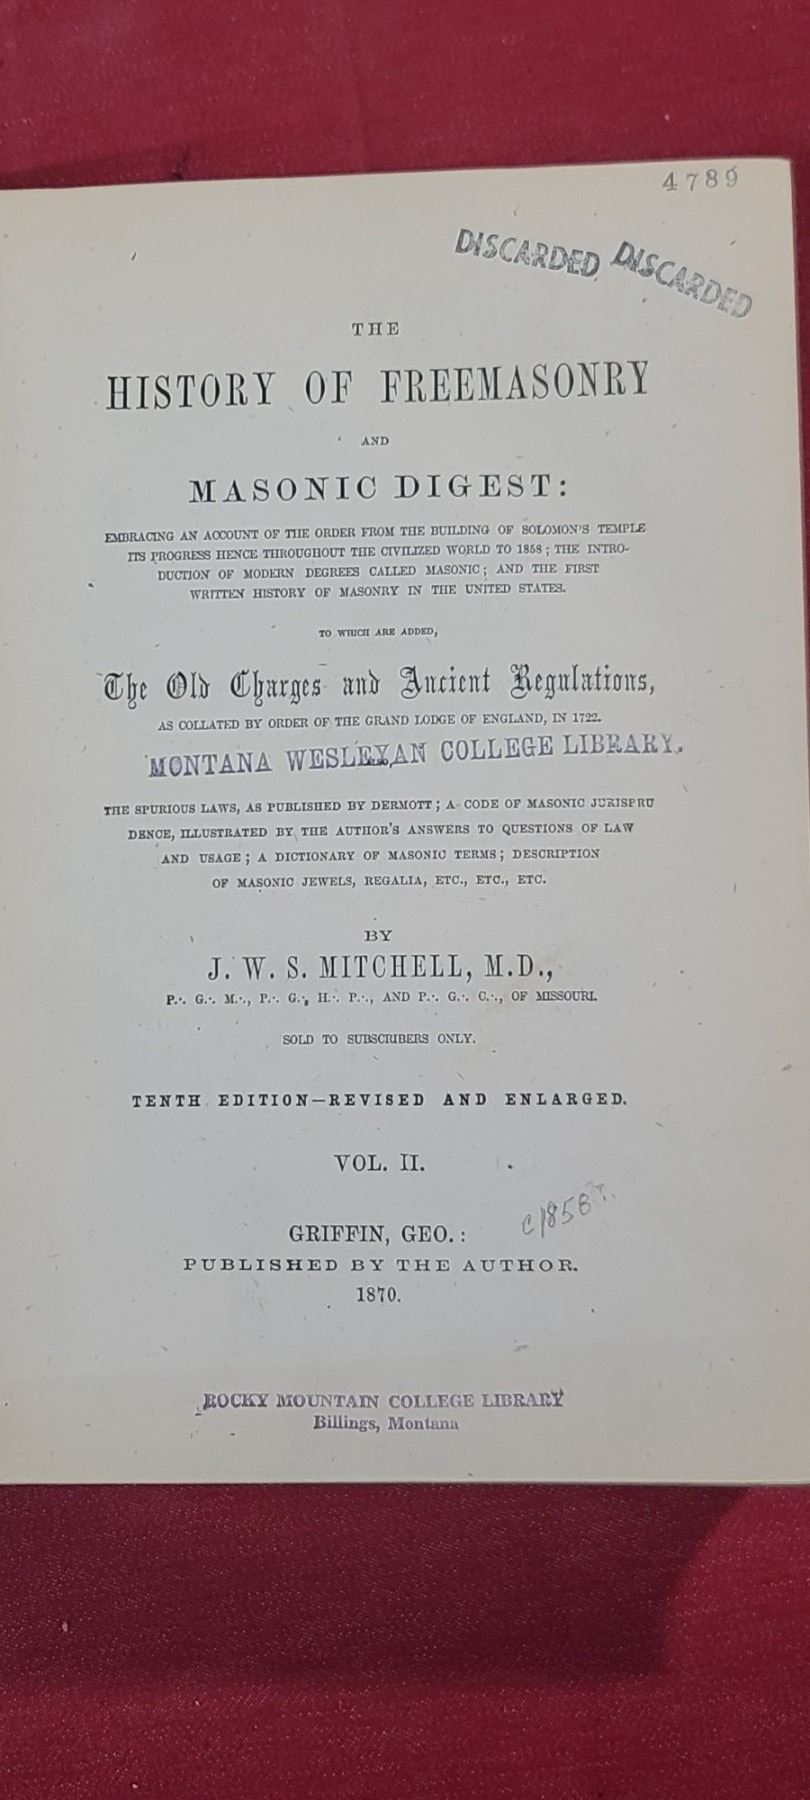 4789
DISCARDED DISCARDED
THE
HISTORY OF FREEMASONRY
AND
MASONIC DIGEST:
EMBRACING AN ACCOUNT OF THE ORDER FROM THE BUILDING OF SOLOMON'S TEMPLE
ITS PROGRESS HENCE THROUGHOUT THE CIVILIZED WORLD TO 1858; THE INTRO-
DUCTION OF MODERN DEGREES CALLED MASONIC; AND THE FIRST
WRITTEN HISTORY OF MASONRY IN THE UNITED STATES.
TO WHICH ARE ADDED,
The Old Charges and Ancient Regulations,
AS COLLATED BY ORDER OF THE GRAND LODGE OF ENGLAND, IN 1722.
MONTANA WESLEYAN COLLEGE LIBRARY.
THE SPURIOUS LAWS, AS PUBLISHED BY DERMOTT; A CODE OF MASONIC JURISPRU
DENCE, ILLUSTRATED BY THE AUTHOR'S ANSWERS TO QUESTIONS OF LAW
AND USAGE; A DICTIONARY OF MASONIC TERMS; DESCRIPTION
OF MASONIC JEWELS, REGALIA, ETC., ETC., ETC.
BY
J. W. S. MITCHELL, M.D.,
P∴ G∴ M∴, P∴ G∴ H∴ P∴, AND P∴ G∴ C∴, OF MISSOURI.
SOLD TO SUBSCRIBERS ONLY.
TENTH EDITION—REVISED AND ENLARGED.
VOL. II.
c1858?
GRIFFIN, GEO.:
PUBLISHED BY THE AUTHOR.
1870.
ROCKY MOUNTAIN COLLEGE LIBRARY
Billings, Montana